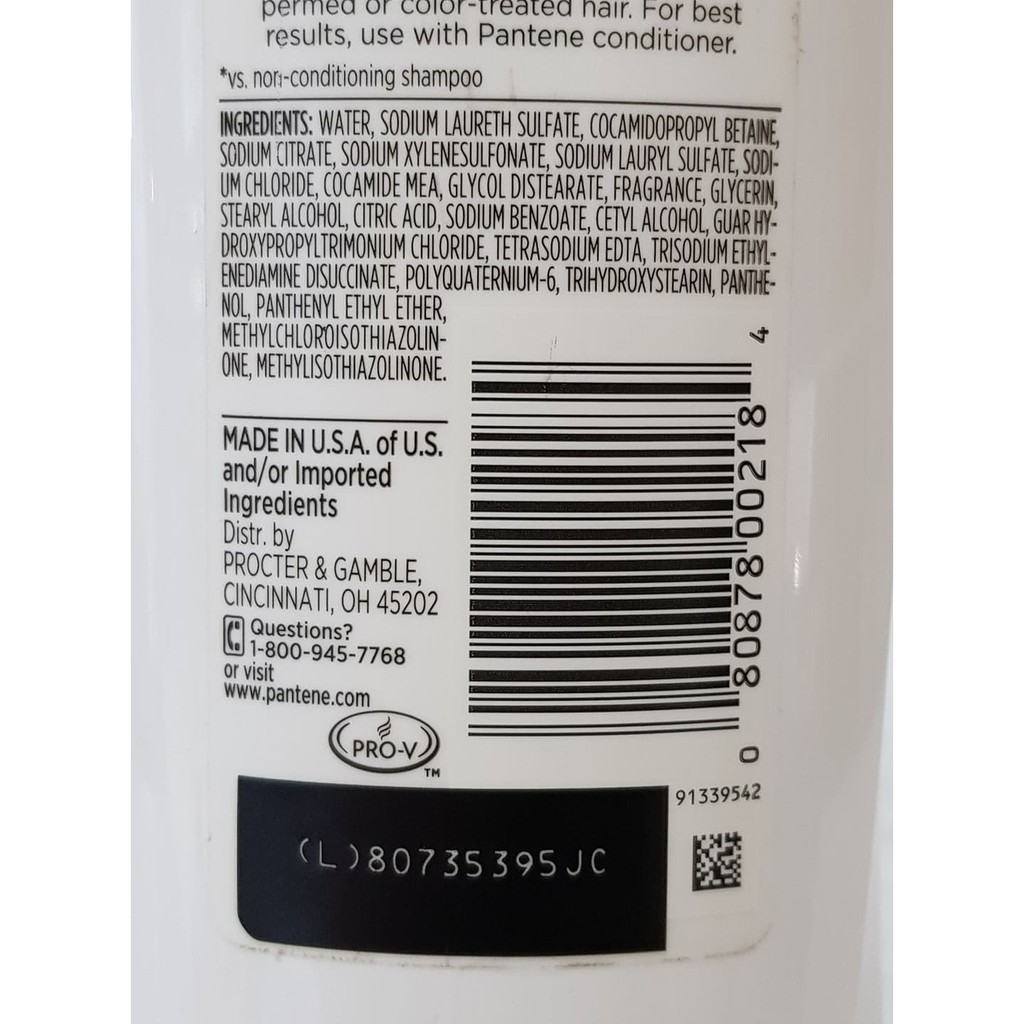 permed or color-treated hair. For best
results, use with Pantene conditioner.
*vs. non-conditioning shampoo
INGREDIENTS: WATER, SODIUM LAURETH SULFATE, COCAMIDOPROPYL BETAINE,
SODIUM CITRATE, SODIUM XYLENESULFONATE, SODIUM LAURYL SULFATE, SODI-
UM CHLORIDE, COCAMIDE MEA, GLYCOL DISTEARATE, FRAGRANCE, GLYCERIN,
STEARYL ALCOHOL, CITRIC ACID, SODIUM BENZOATE, CETYL ALCOHOL, GUAR HY-
DROXYPROPYLTRIMONIUM CHLORIDE, TETRASODIUM EDTA, TRISODIUM ETHYL-
ENEDIAMINE DISUCCINATE, POLYQUATERNIUM-6, TRIHYDROXYSTEARIN, PANTHE-
NOL, PANTHENYL ETHYL ETHER,
METHYLCHLOROISOTHIAZOLIN-
ONE, METHYLISOTHIAZOLINONE.
MADE IN U.S.A. of U.S.
and/or Imported
Ingredients
Distr. by
PROCTER & GAMBLE,
CINCINNATI, OH 45202
Questions?
1-800-945-7768
or visit
www.pantene.com
PRO-V
TM
0 80878 00218 4
91339542
(L)80735395JC